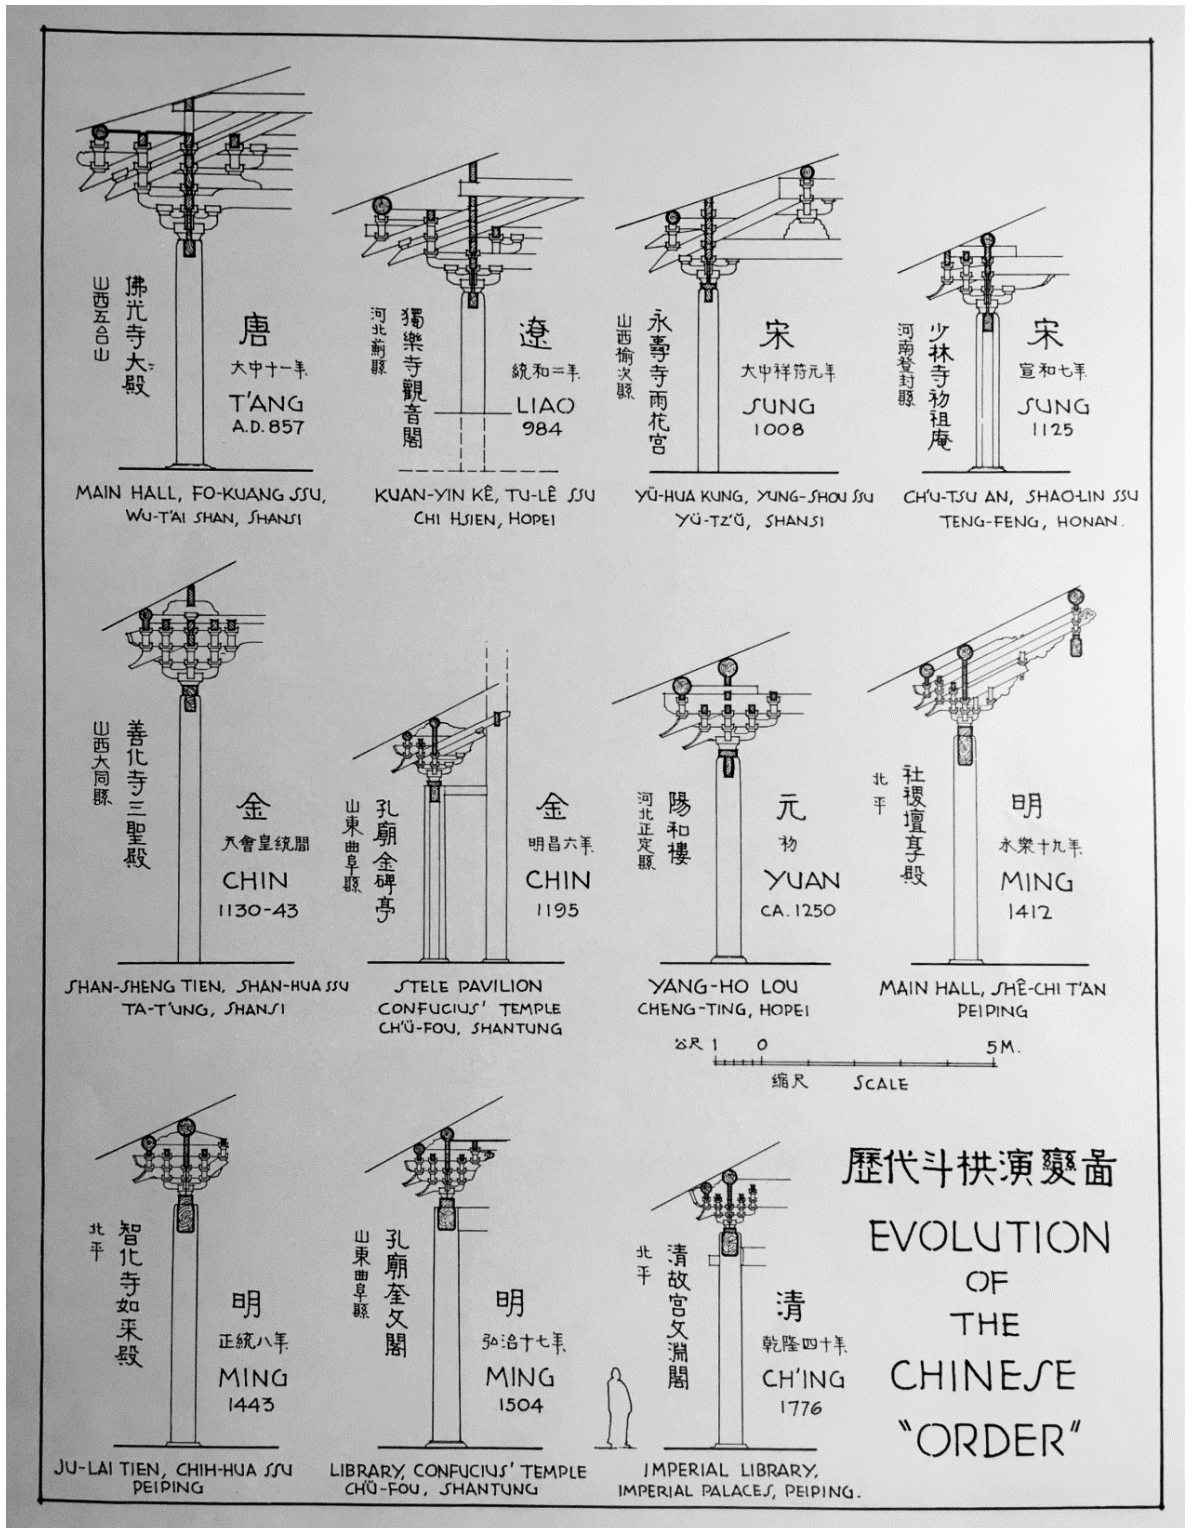 佛光寺大殿
山西五台山
唐
大中十一年
T'ANG
A.D. 857
MAIN HALL, FO-KUANG SSU,
WU-T'AI SHAN, SHANSI
獨樂寺觀音閣
河北薊縣
遼
統和二年
LIAO
984
KUAN-YIN KÊ, TU-LÊ SSU
CHI HSIEN, HOPEI
永壽寺雨花宮
山西榆次縣
宋
大中祥符元年
SUNG
1008
YÜ-HUA KUNG, YUNG-SHOU SSU
YÜ-TZ'Ŭ, SHANSI
少林寺初祖庵
河南登封縣
宋
宣和七年
SUNG
1125
CH'U-TSU AN, SHAO-LIN SSU
TENG-FENG, HONAN.
善化寺三聖殿
山西大同縣
金
天會皇統間
CHIN
1130-43
SHAN-SHENG TIEN, SHAN-HUA SSU
TA-T'UNG, SHANSI
孔廟金碑亭
山東曲阜縣
金
明昌六年
CHIN
1195
STELE PAVILION
CONFUCIUS' TEMPLE
CH'Ü-FOU, SHANTUNG
陽和樓
河北正定縣
元
初
YUAN
CA. 1250
YANG-HO LOU
CHENG-TING, HOPEI
社稷壇享殿
北平
明
永樂十九年
MING
1412
MAIN HALL, SHÊ-CHI T'AN
PEIPING
公尺 1 0 5 M.
縮尺 SCALE
智化寺如来殿
北平
明
正統八年
MING
1443
JU-LAI TIEN, CHIH-HUA SSU
PEIPING
孔廟奎文閣
山東曲阜縣
明
弘治十七年
MING
1504
LIBRARY, CONFUCIUS' TEMPLE
CH'Ü-FOU, SHANTUNG
清故宮文淵閣
北平
清
乾隆四十年
CH'ING
1776
IMPERIAL LIBRARY,
IMPERIAL PALACES, PEIPING.
歷代斗栱演變啚
EVOLUTION
OF
THE
CHINESE
"ORDER"